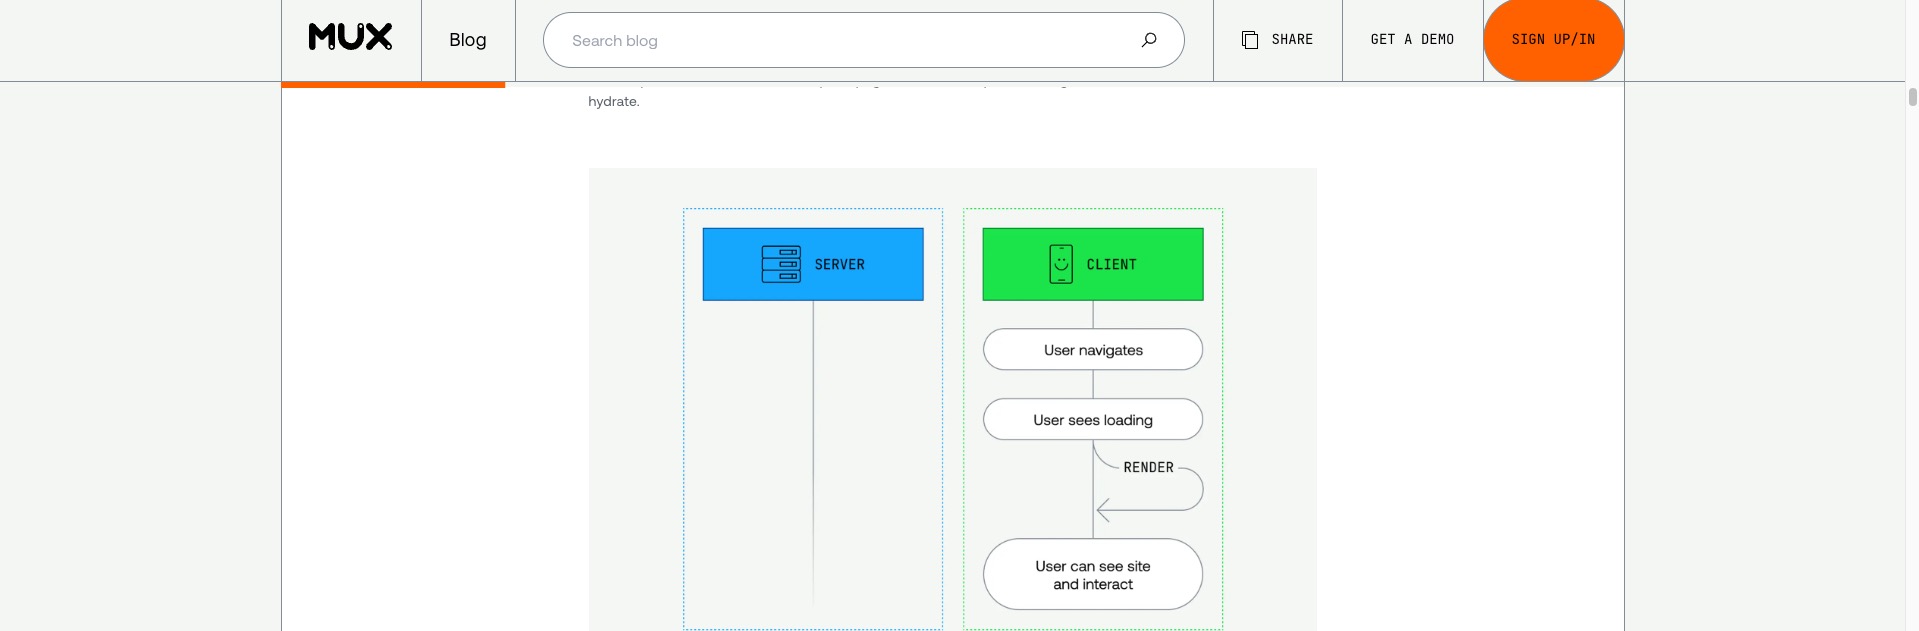 MUX
Blog
Search blog
SHARE
GET A DEMO
SIGN UP/IN
hydrate.
SERVER
CLIENT
User navigates
User sees loading
RENDER
User can see site
and interact